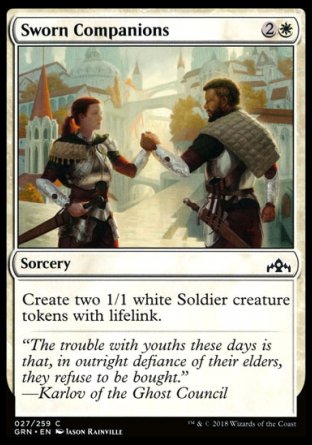 Sworn Companions 2
Sorcery
Create two 1/1 white Soldier creature
tokens with lifelink.
“The trouble with youths these days is
that, in outright defiance of their elders,
they refuse to be bought.”
—Karlov of the Ghost Council
027/259 C
GRN • EN JASON RAINVILLE
™ & © 2018 Wizards of the Coast